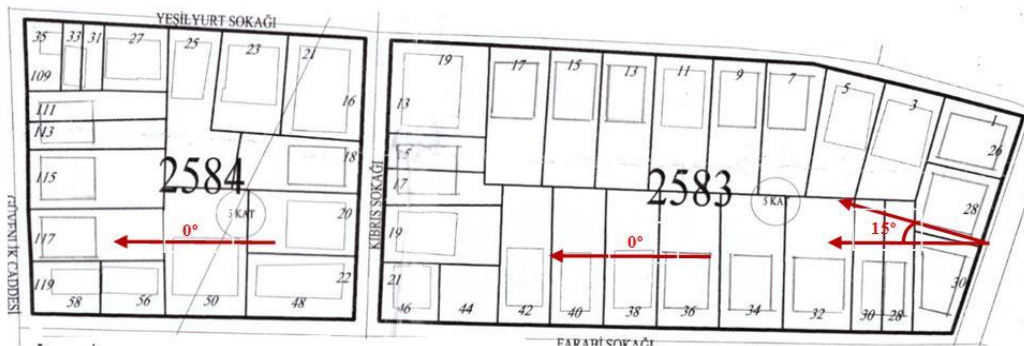 YEŞİLYURT SOKAĞI
35 33 31 27 25 23 21
109
111
113
115
117
119
16
18
20
22
2584
5 KAT
0°
58 56 50 48
GÜVENLİK CADDESİ
KIBRIS SOKAĞI
19 17 15 13 11 9 7 5 3 1
13
15
17
19
21
26
28
30
2583
5 KAT
15°
0°
46 44 42 40 38 36 34 32 30 28
FARABİ SOKAĞI